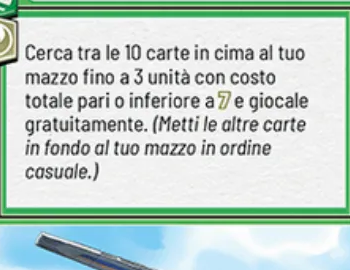 Cerca tra le 10 carte in cima al tuo
mazzo fino a 3 unità con costo
totale pari o inferiore a 7 e giocale
gratuitamente. (Metti le altre carte
in fondo al tuo mazzo in ordine
casuale.)